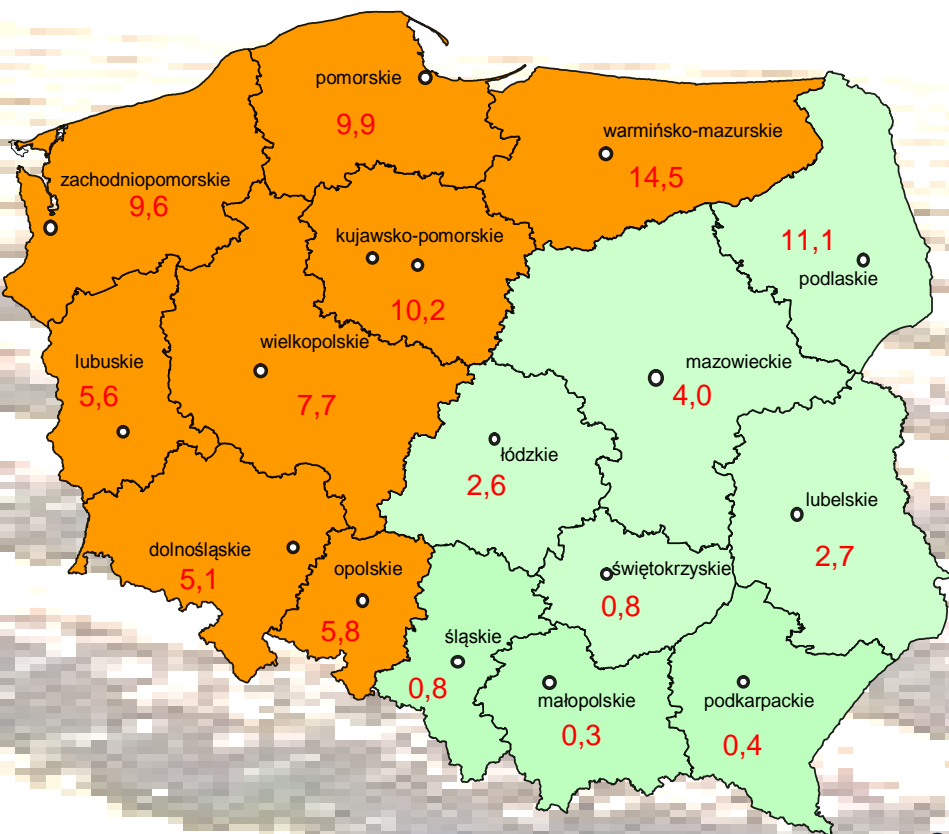 pomorskie
9,9
warmińsko-mazurskie
14,5
zachodniopomorskie
9,6
kujawsko-pomorskie
10,2
11,1
podlaskie
lubuskie
5,6
wielkopolskie
7,7
mazowieckie
4,0
łódzkie
2,6
lubelskie
2,7
dolnośląskie
5,1
opolskie
5,8
świętokrzyskie
0,8
śląskie
0,8
małopolskie
0,3
podkarpackie
0,4